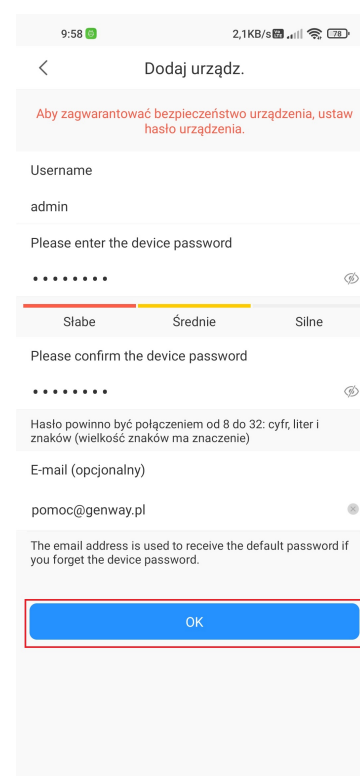 9:58 2,1KB/s 78
Dodaj urządz.
Aby zagwarantować bezpieczeństwo urządzenia, ustaw
hasło urządzenia.
Username
admin
Please enter the device password
••••••••
Słabe Średnie Silne
Please confirm the device password
••••••••
Hasło powinno być połączeniem od 8 do 32: cyfr, liter i
znaków (wielkość znaków ma znaczenie)
E-mail (opcjonalny)
pomoc@genway.pl
The email address is used to receive the default password if
you forget the device password.
OK